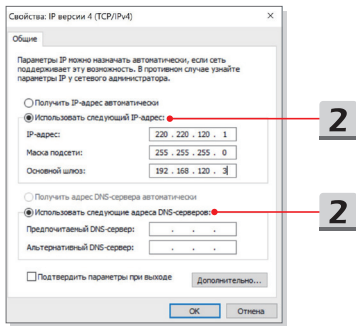 Свойства: IP версии 4 (TCP/IPv4)
Общие
Параметры IP можно назначать автоматически, если сеть
поддерживает эту возможность. В противном случае узнайте
параметры IP у сетевого администратора.
Получить IP-адрес автоматически
Использовать следующий IP-адрес:
2
IP-адрес: 220 . 220 . 120 . 1
Маска подсети: 255 . 255 . 255 . 0
Основной шлюз: 192 . 168 . 120 . 3
Получить адрес DNS-сервера автоматически
Использовать следующие адреса DNS-серверов:
2
Предпочитаемый DNS-сервер: . . .
Альтернативный DNS-сервер: . . .
Подтвердить параметры при выходе
Дополнительно...
OK Отмена